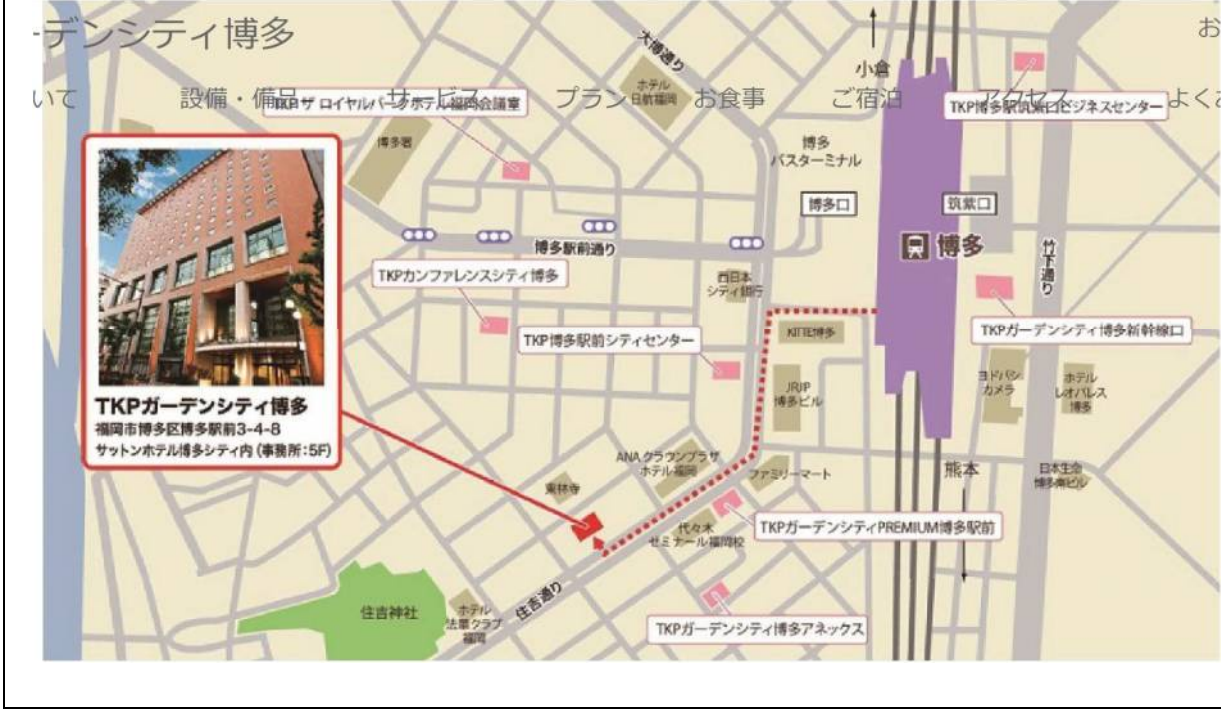 ーデンシティ博多
お
いて
設備・備品
サービス
プラン
お食事
ご宿泊
アクセス
よくあ
大博通り
ホテル
日航福岡
小倉
TKPザ ロイヤルパークホテル福岡会議室
TKP博多駅筑紫口ビジネスセンター
博多署
博多
バスターミナル
博多口
筑紫口
博多
博多駅前通り
竹下通り
TKPカンファレンスシティ博多
西日本
シティ銀行
TKP博多駅前シティセンター
KITTE博多
TKPガーデンシティ博多新幹線口
JRJP
博多ビル
ヨドバシ
カメラ
ホテル
レオパレス
博多
TKPガーデンシティ博多
福岡市博多区博多駅前3-4-8
サットンホテル博多シティ内(事務所:5F)
ANAクラウンプラザ
ホテル福岡
ファミリーマート
熊本
日本生命
博多南ビル
東林寺
代々木
ゼミナール福岡校
TKPガーデンシティPREMIUM博多駅前
住吉通り
住吉神社
ホテル
法華クラブ
福岡
TKPガーデンシティ博多アネックス